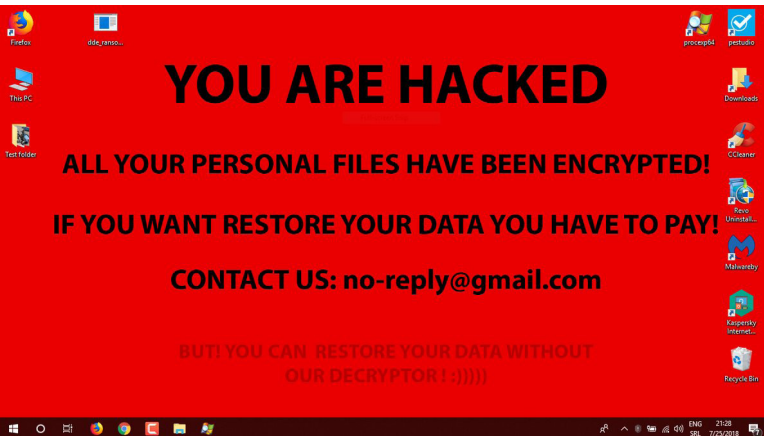 Firefox
dde_ranso...
procexp64
pestudio
YOU ARE HACKED
This PC
Downloads
Test folder
CCleaner
ALL YOUR PERSONAL FILES HAVE BEEN ENCRYPTED!
Revo
Uninstall...
IF YOU WANT RESTORE YOUR DATA YOU HAVE TO PAY!
Malwareby
CONTACT US: no-reply@gmail.com
Kaspersky
Internet...
BUT! YOU CAN RESTORE YOUR DATA WITHOUT
OUR DECRYPTOR ! :)))))
Recycle Bin
ENG
SRL
21:28
7/25/2018